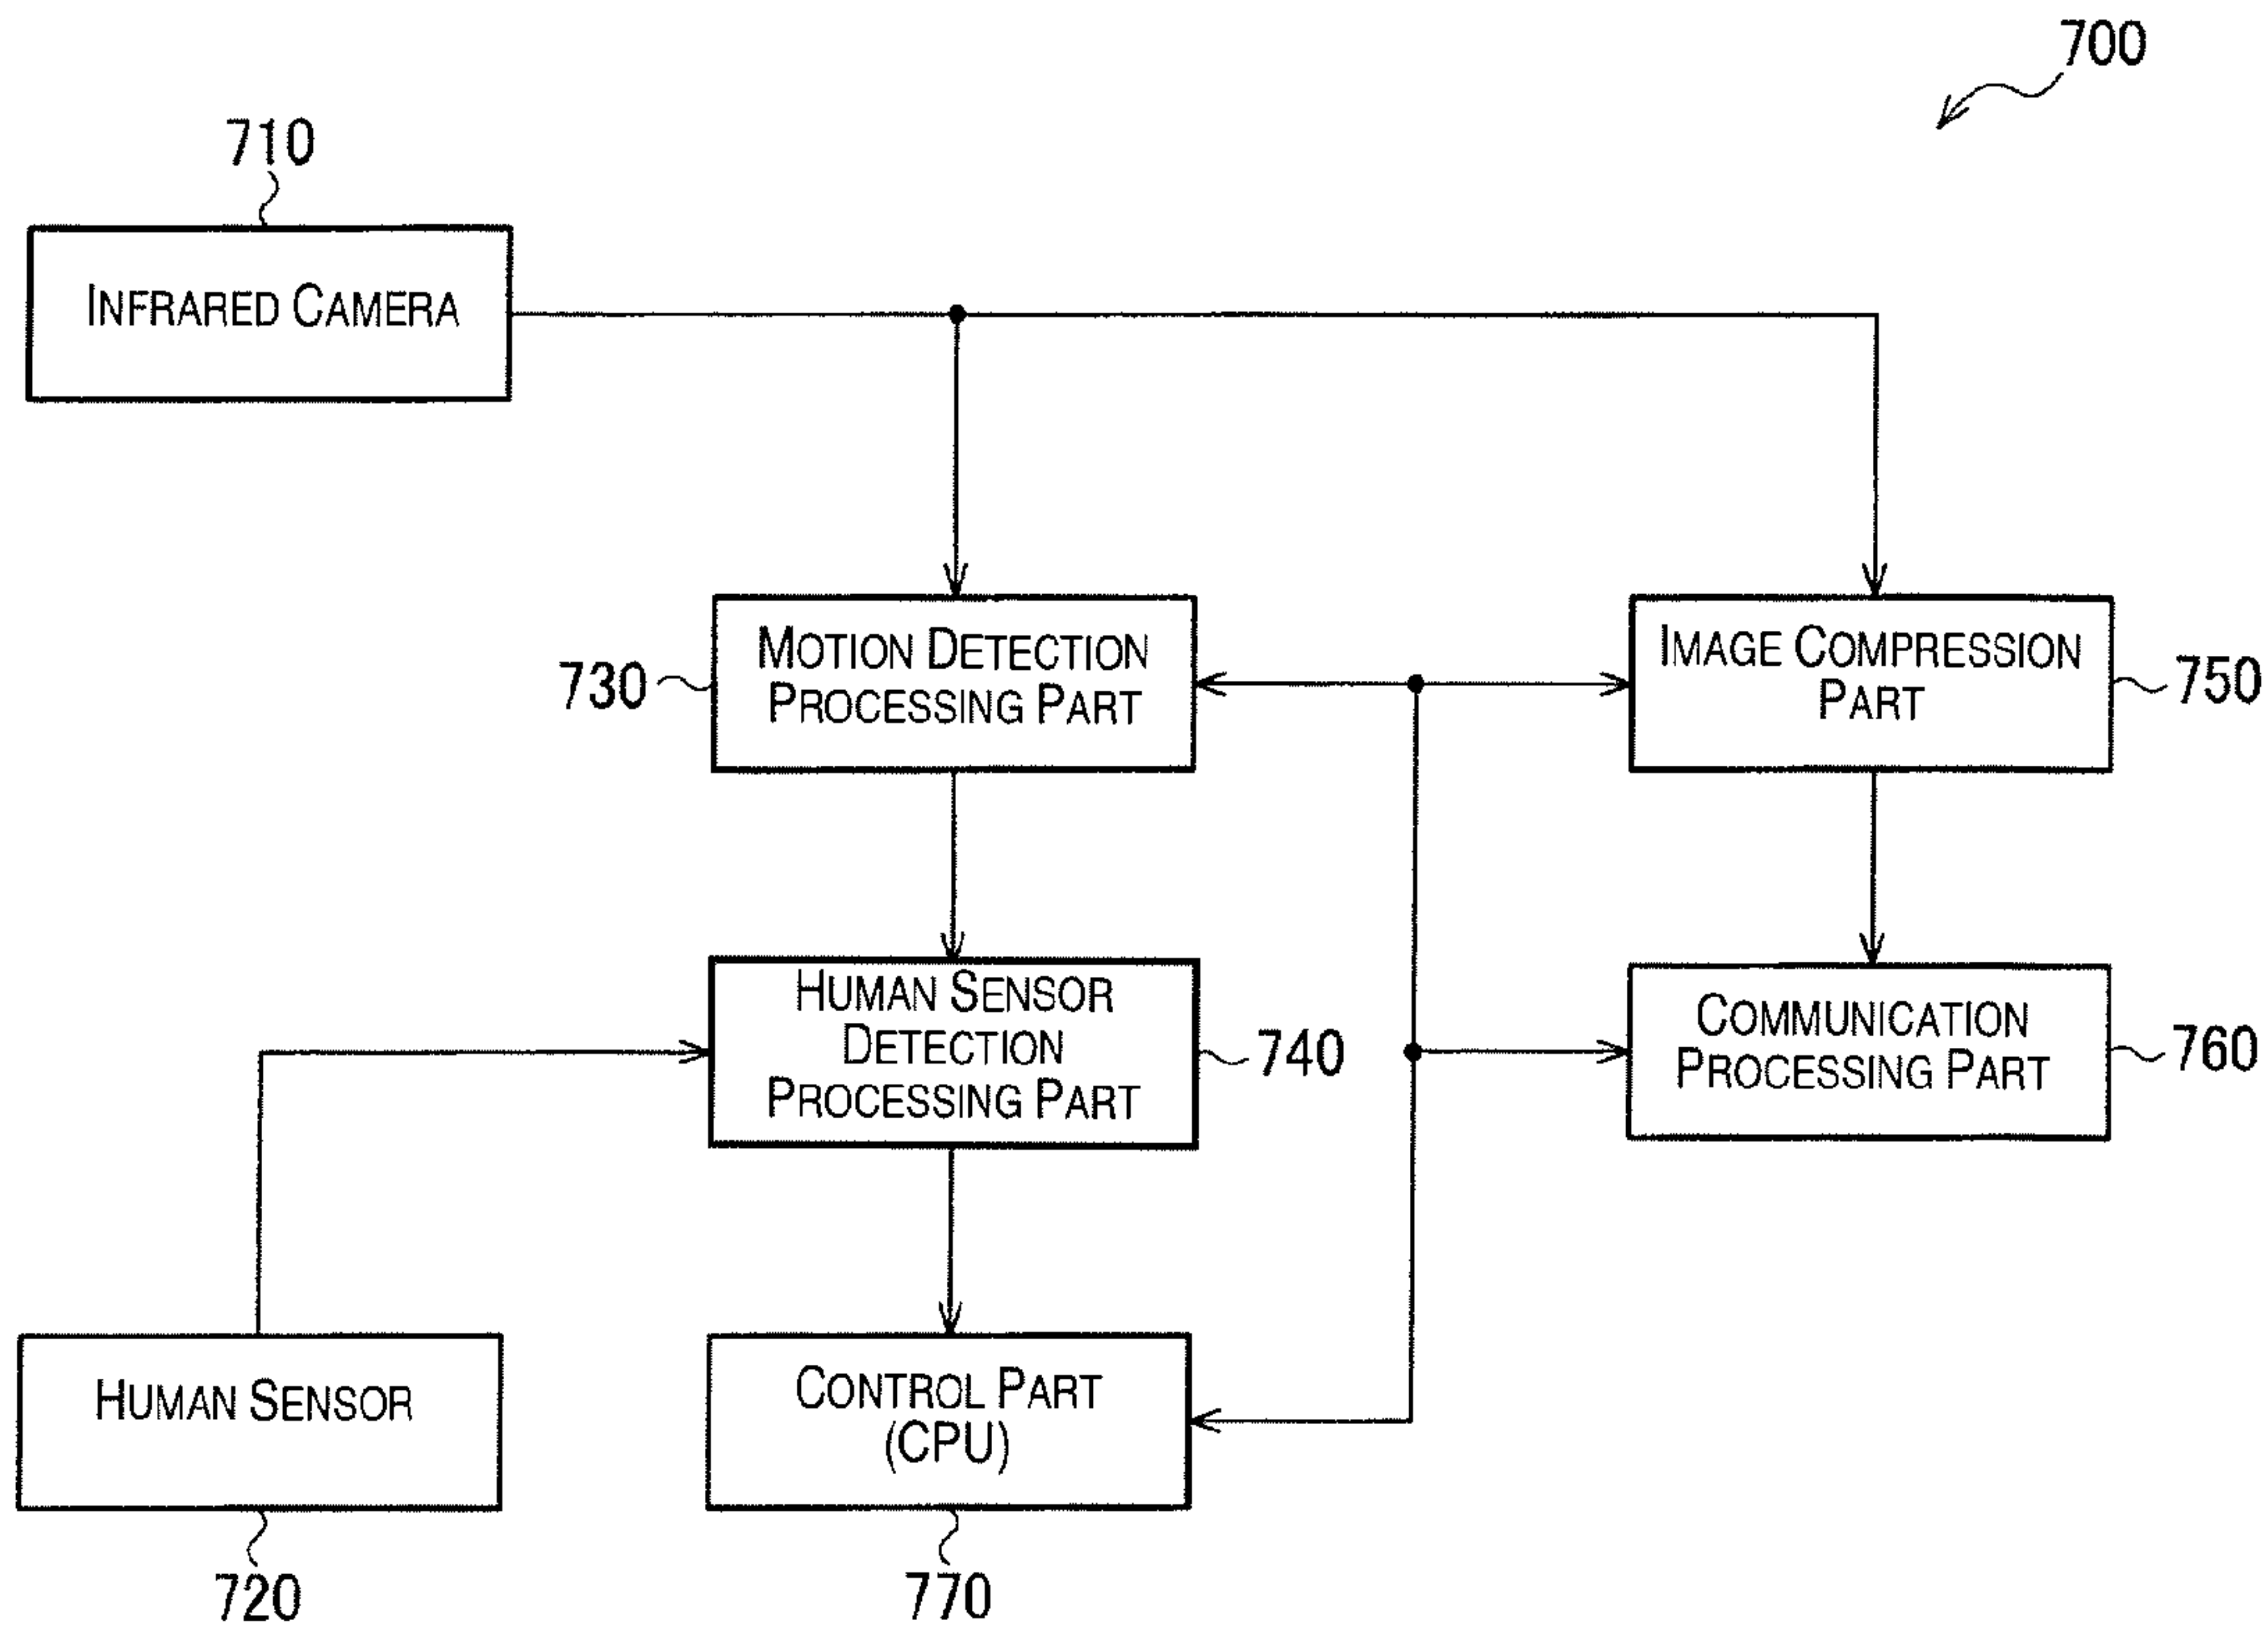 700
710
INFRARED CAMERA
MOTION DETECTION
PROCESSING PART
730
IMAGE COMPRESSION
PART
750
HUMAN SENSOR
DETECTION
PROCESSING PART
740
COMMUNICATION
PROCESSING PART
760
HUMAN SENSOR
720
CONTROL PART
(CPU)
770